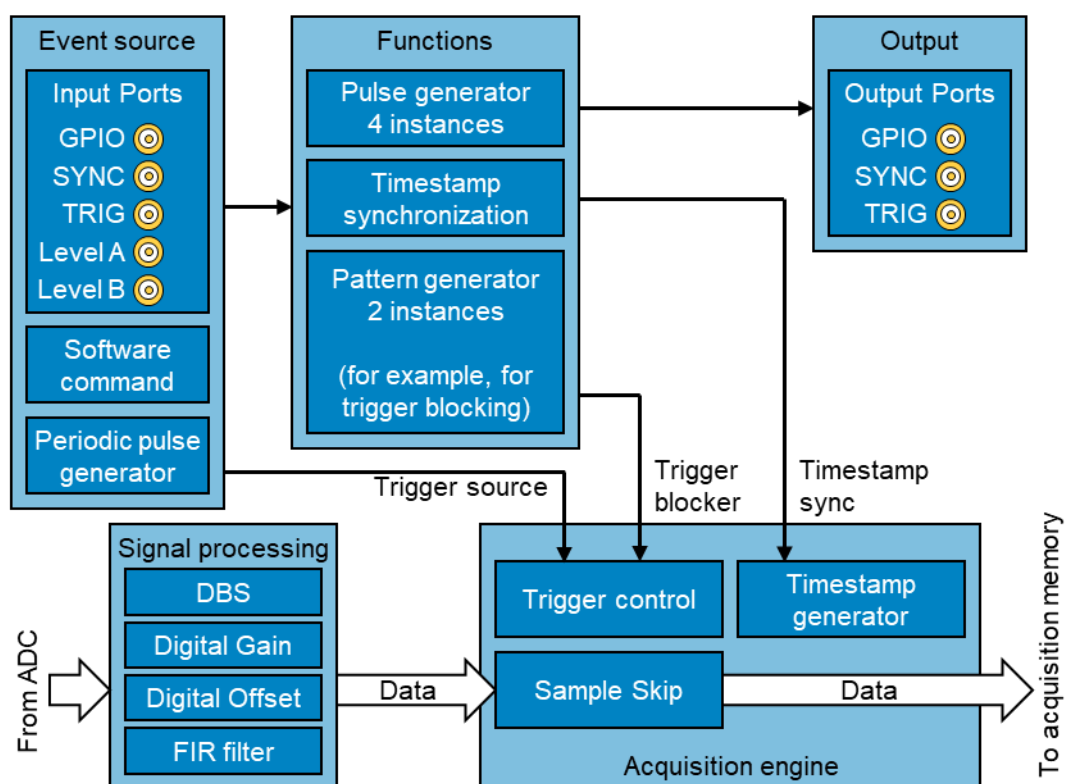 Event source
Input Ports
GPIO
SYNC
TRIG
Level A
Level B
Software
command
Periodic pulse
generator
Functions
Pulse generator
4 instances
Timestamp
synchronization
Pattern generator
2 instances
(for example, for
trigger blocking)
Output
Output Ports
GPIO
SYNC
TRIG
Trigger source
Trigger
blocker
Timestamp
sync
From ADC
Signal processing
DBS
Digital Gain
Digital Offset
FIR filter
Data
Trigger control
Timestamp
generator
Sample Skip
Data
Acquisition engine
To acquisition memory